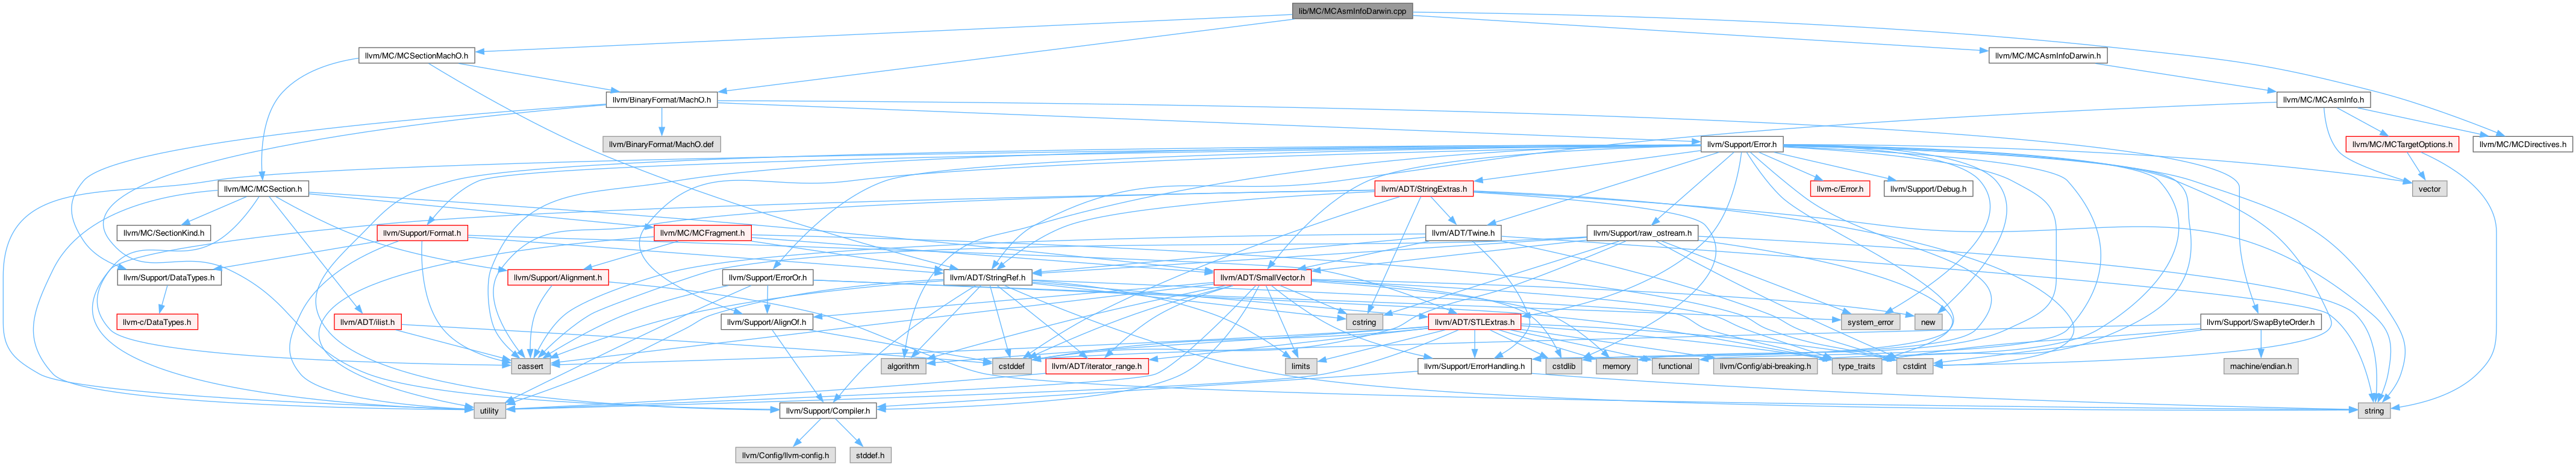 lib/MC/MCAsmInfoDarwin.cpp
llvm/MC/MCSectionMachO.h
llvm/MC/MCAsmInfoDarwin.h
llvm/BinaryFormat/MachO.h
llvm/MC/MCAsmInfo.h
llvm/BinaryFormat/MachO.def
llvm/Support/Error.h
llvm/MC/MCTargetOptions.h
llvm/MC/MCDirectives.h
llvm/MC/MCSection.h
llvm/ADT/StringExtras.h
llvm-c/Error.h
llvm/Support/Debug.h
vector
llvm/MC/SectionKind.h
llvm/Support/Format.h
llvm/MC/MCFragment.h
llvm/ADT/Twine.h
llvm/Support/raw_ostream.h
llvm/Support/DataTypes.h
llvm/Support/Alignment.h
llvm/Support/ErrorOr.h
llvm/ADT/StringRef.h
llvm/ADT/SmallVector.h
llvm-c/DataTypes.h
llvm/ADT/ilist.h
llvm/Support/AlignOf.h
cstring
llvm/ADT/STLExtras.h
system_error
new
llvm/Support/SwapByteOrder.h
cassert
algorithm
cstddef
llvm/ADT/iterator_range.h
limits
llvm/Support/ErrorHandling.h
cstdlib
memory
functional
llvm/Config/abi-breaking.h
type_traits
cstdint
machine/endian.h
utility
llvm/Support/Compiler.h
string
llvm/Config/llvm-config.h
stddef.h